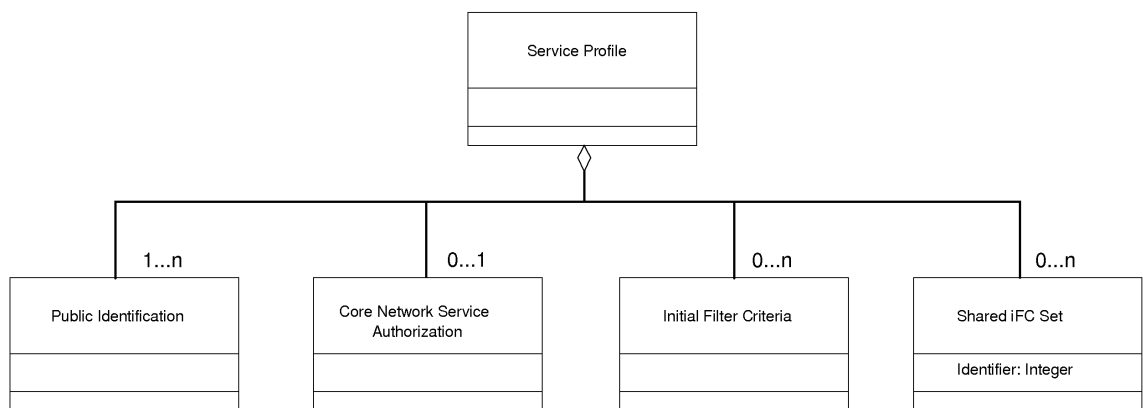 Service Profile
1...n
0...1
0...n
0...n
Public Identification
Core Network Service
Authorization
Initial Filter Criteria
Shared iFC Set
Identifier: Integer